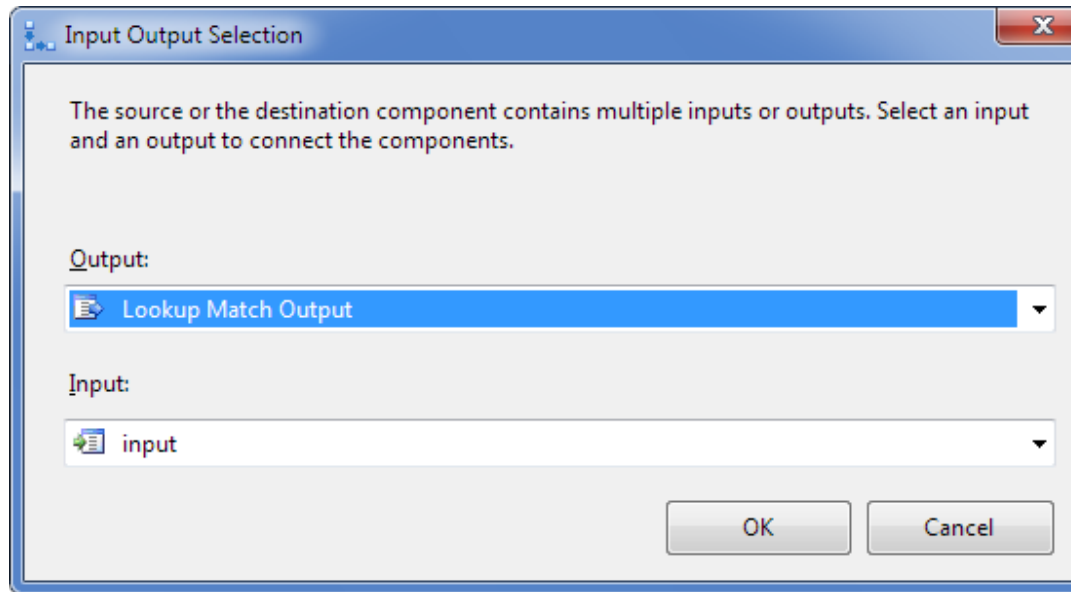 Input Output Selection
The source or the destination component contains multiple inputs or outputs. Select an input
and an output to connect the components.
Output:
Lookup Match Output
Input:
input
OK
Cancel